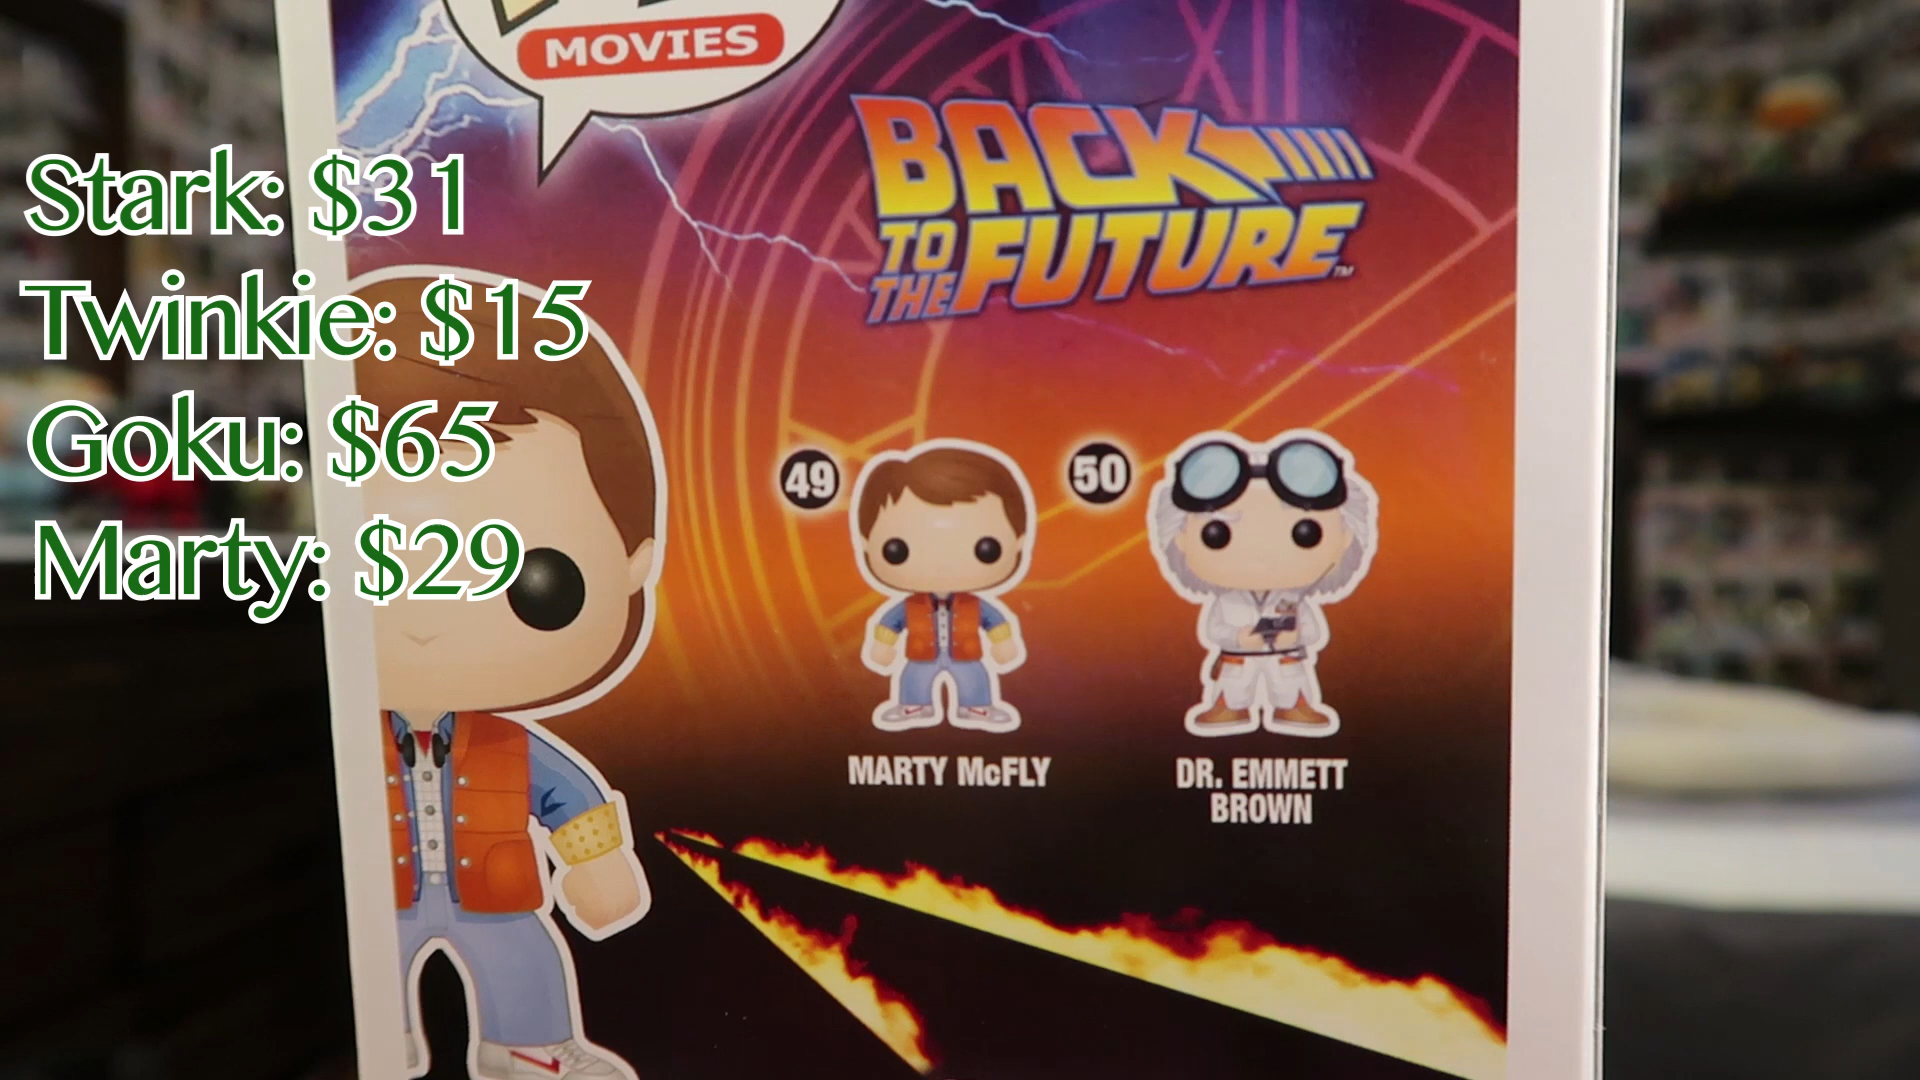 MOVIES
BACK
TO
THE FUTURE™
Stark: $31
Twinkie: $15
Goku: $65
Marty: $29
49
50
MARTY McFLY
DR. EMMETT
BROWN